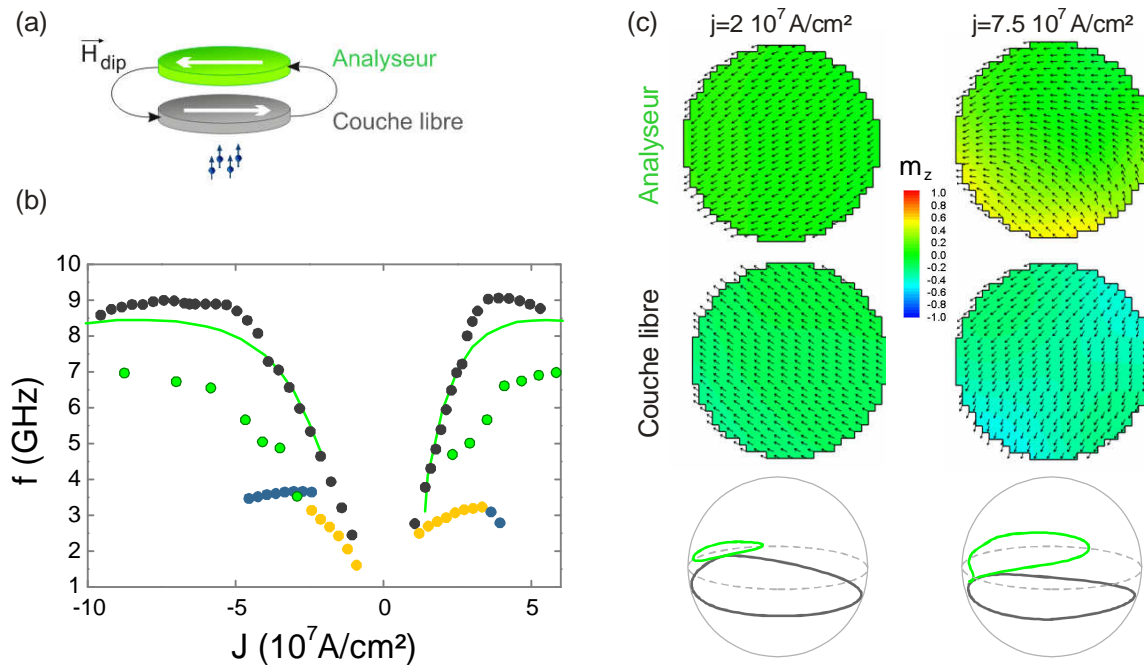 (a)
H dip
Analyseur
Couche libre
(b)
f (GHz)
10
9
8
7
6
5
4
3
2
1
-10
-5
0
5
J (10⁷A/cm²)
(c)
j=2 10⁷ A/cm²
j=7.5 10⁷ A/cm²
Analyseur
Couche libre
m_z
1.0
0.8
0.6
0.4
0.2
0.0
-0.2
-0.4
-0.6
-0.8
-1.0